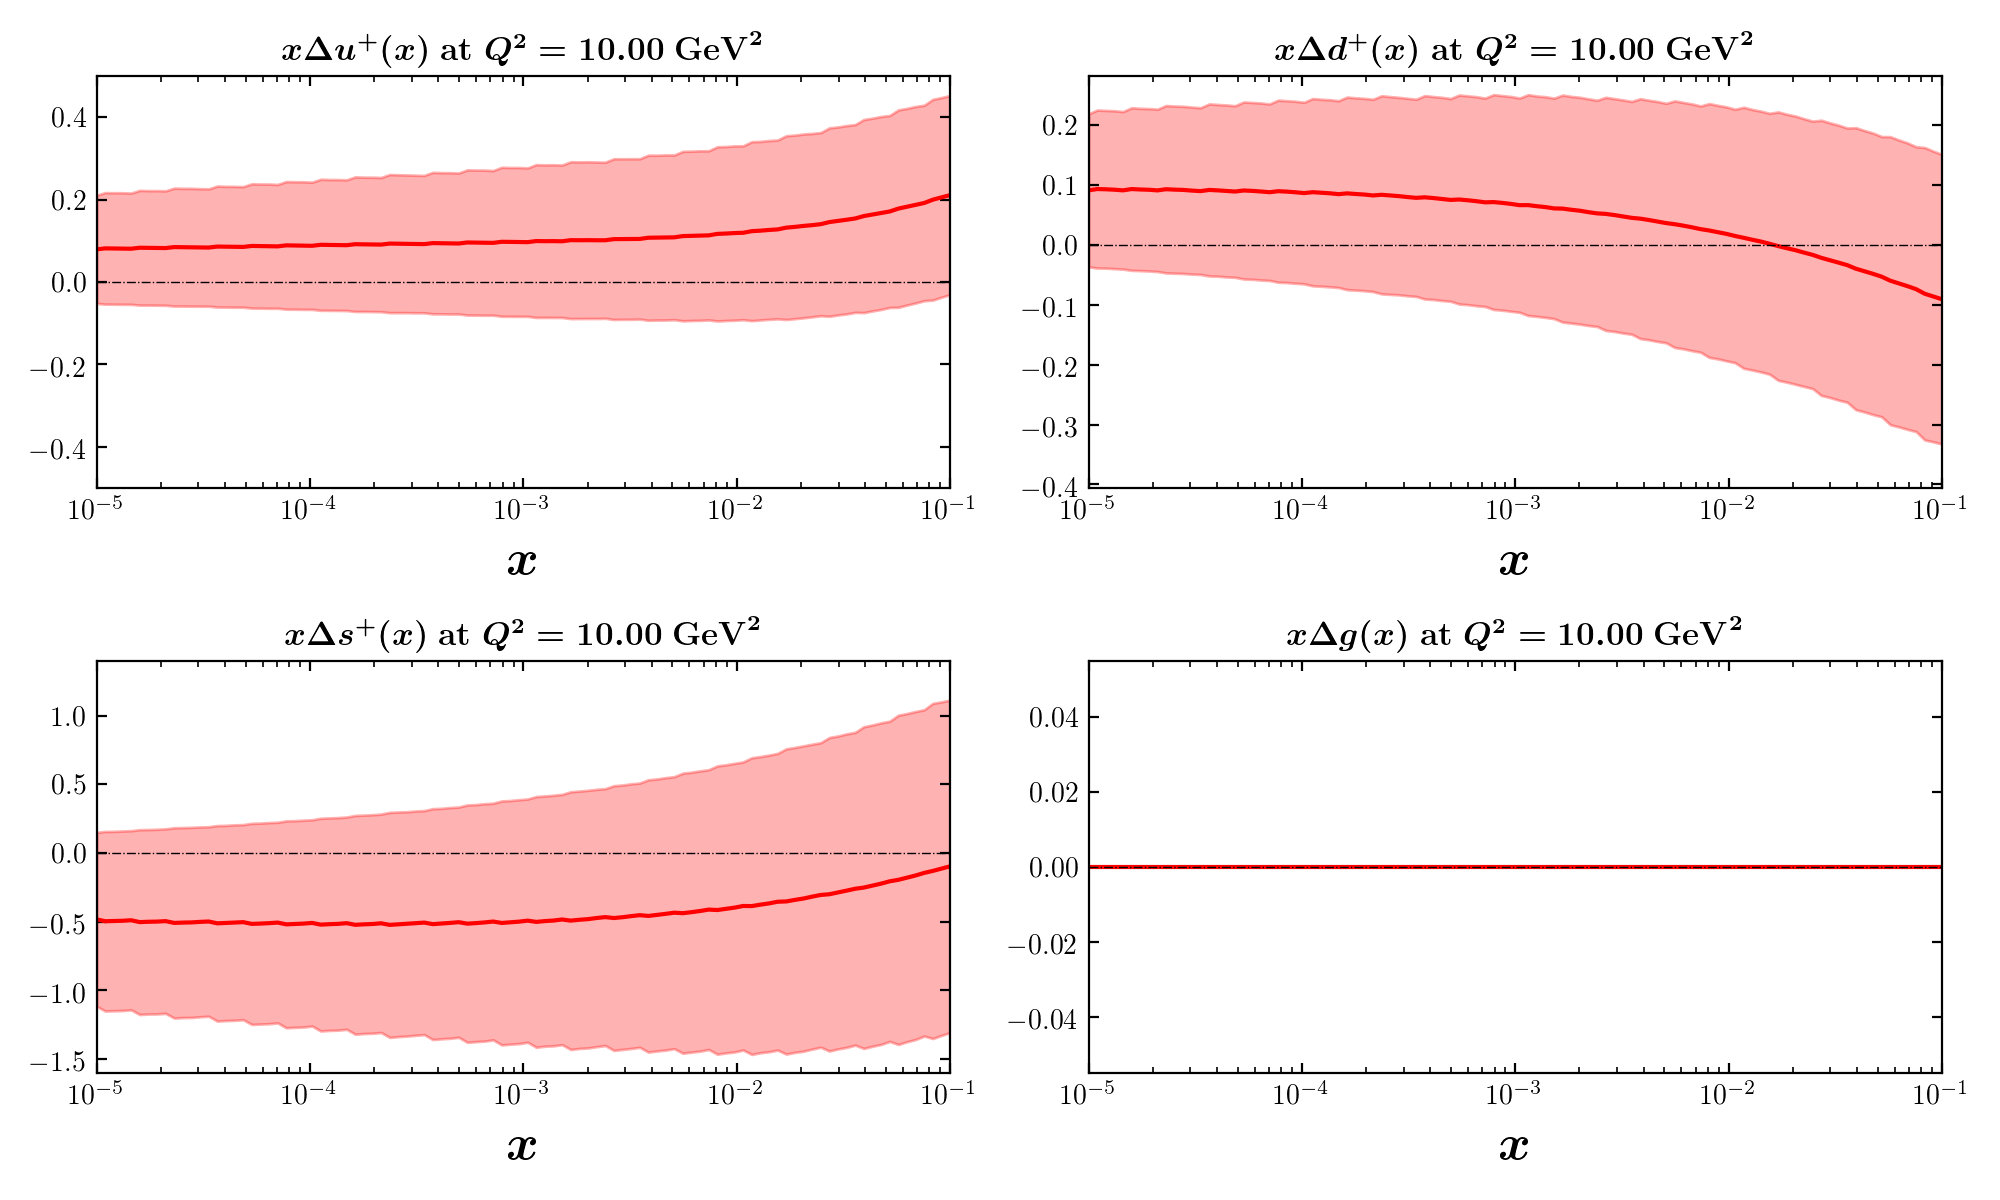 xΔu⁺(x) at Q² = 10.00 GeV²
0.4
0.2
0.0
−0.2
−0.4
10⁻⁵ 10⁻⁴ 10⁻³ 10⁻² 10⁻¹
x
xΔd⁺(x) at Q² = 10.00 GeV²
0.2
0.1
0.0
−0.1
−0.2
−0.3
−0.4
10⁻⁵ 10⁻⁴ 10⁻³ 10⁻² 10⁻¹
x
xΔs⁺(x) at Q² = 10.00 GeV²
1.0
0.5
0.0
−0.5
−1.0
−1.5
10⁻⁵ 10⁻⁴ 10⁻³ 10⁻² 10⁻¹
x
xΔg(x) at Q² = 10.00 GeV²
0.04
0.02
0.00
−0.02
−0.04
10⁻⁵ 10⁻⁴ 10⁻³ 10⁻² 10⁻¹
x